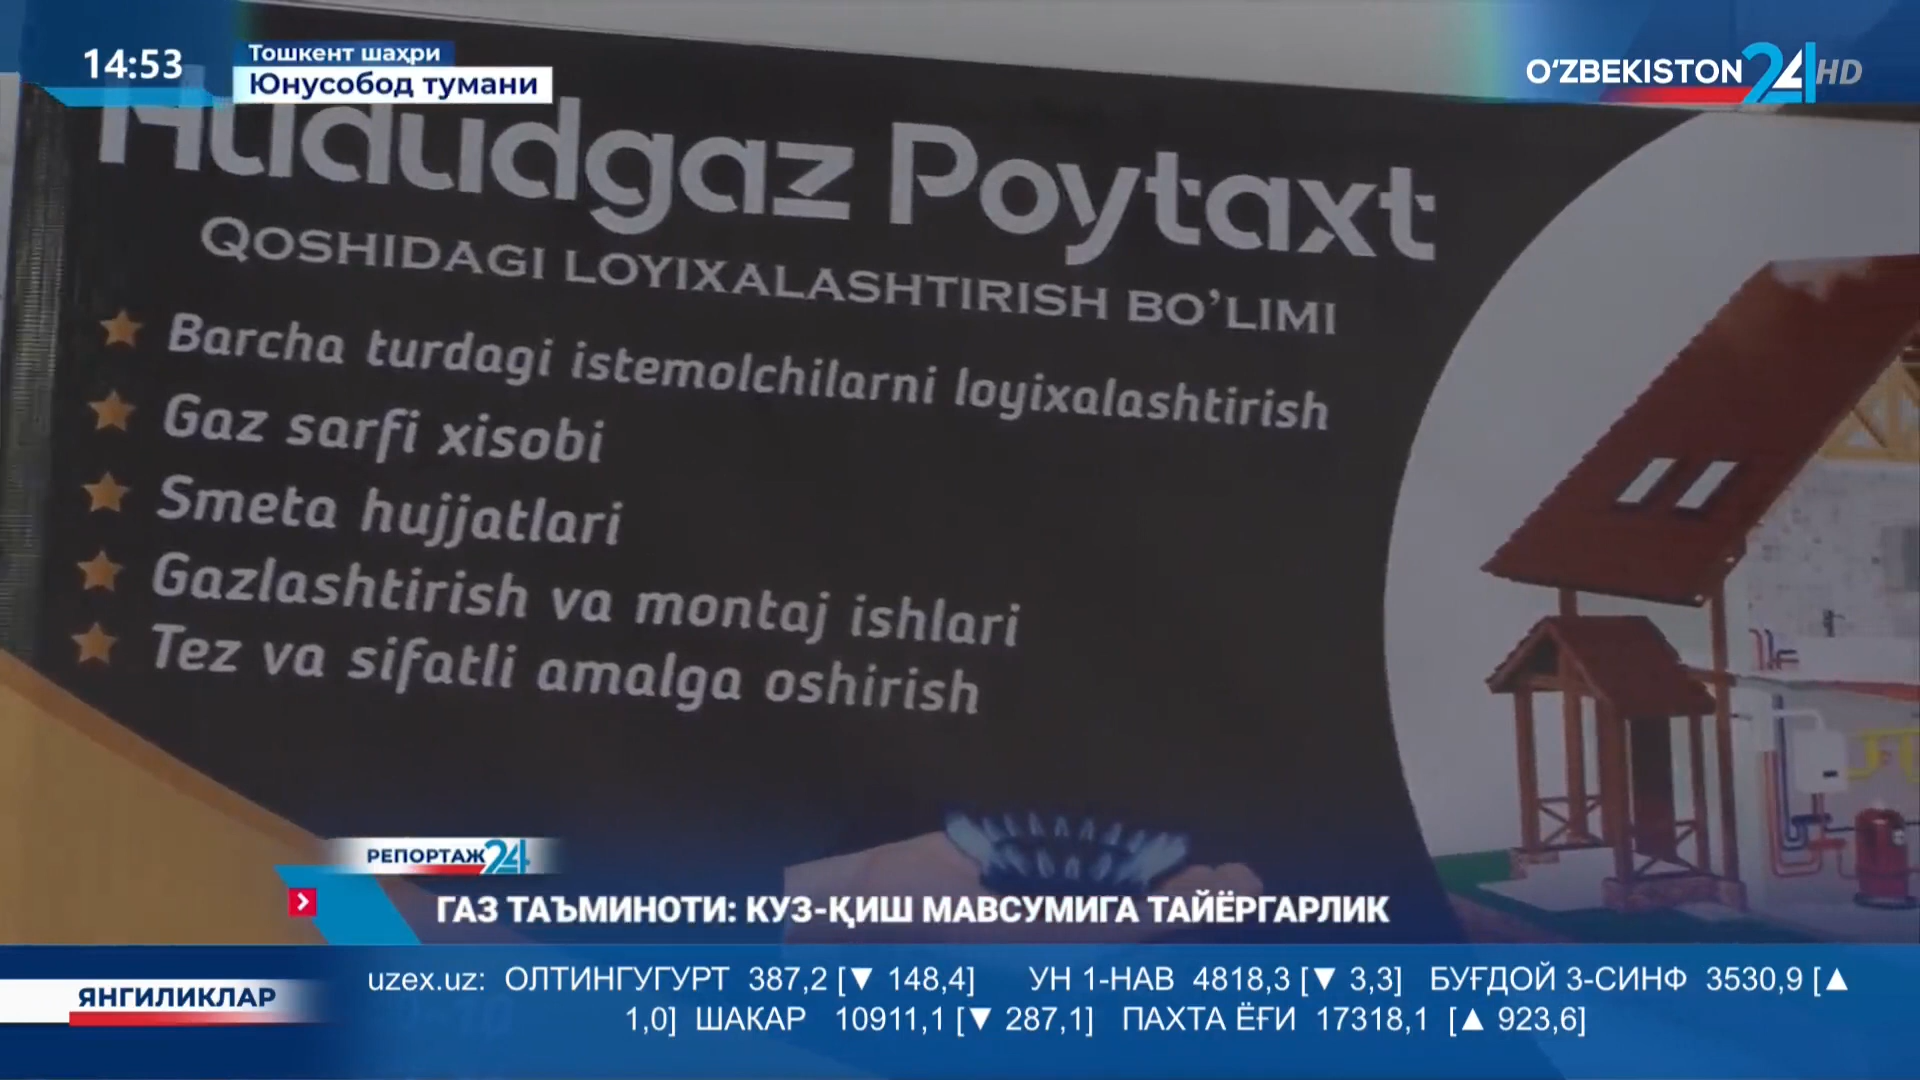 14:53
Тошкент шаҳри
Юнусобод тумани
O‘ZBEKISTON 24 HD
Hududgaz Poytaxt
QOSHIDAGI LOYIXALASHTIRISH BO’LIMI
Barcha turdagi istemolchilarni loyixalashtirish
Gaz sarfi xisobi
Smeta hujjatlari
Gazlashtirish va montaj ishlari
Tez va sifatli amalga oshirish
РЕПОРТАЖ 24
ГАЗ ТАЪМИНОТИ: КУЗ-ҚИШ МАВСУМИГА ТАЙЁРГАРЛИК
ЯНГИЛИКЛАР
uzex.uz: ОЛТИНГУГУРТ 387,2 [▼ 148,4] УН 1-НАВ 4818,3 [▼ 3,3] БУҒДОЙ 3-СИНФ 3530,9 [▲
1,0] ШАКАР 10911,1 [▼ 287,1] ПАХТА ЁҒИ 17318,1 [▲ 923,6]